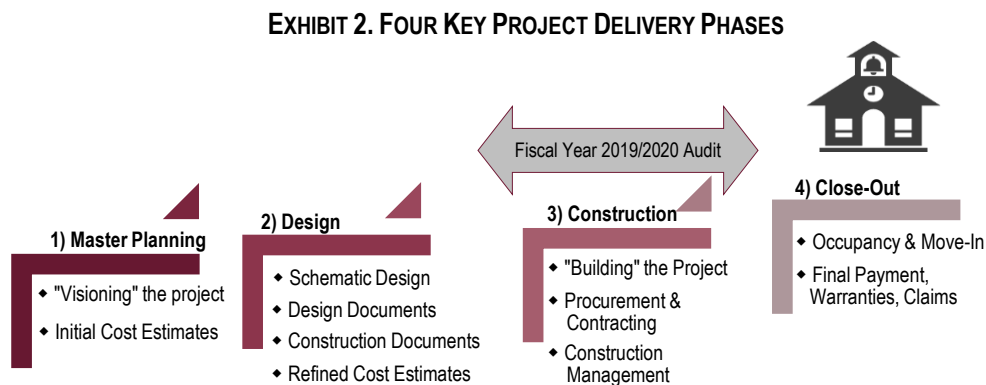 EXHIBIT 2. FOUR KEY PROJECT DELIVERY PHASES
Fiscal Year 2019/2020 Audit
1) Master Planning
◆ "Visioning" the project
◆ Initial Cost Estimates
2) Design
◆ Schematic Design
◆ Design Documents
◆ Construction Documents
◆ Refined Cost Estimates
3) Construction
◆ "Building" the Project
◆ Procurement &
Contracting
◆ Construction
Management
4) Close-Out
◆ Occupancy & Move-In
◆ Final Payment,
Warranties, Claims